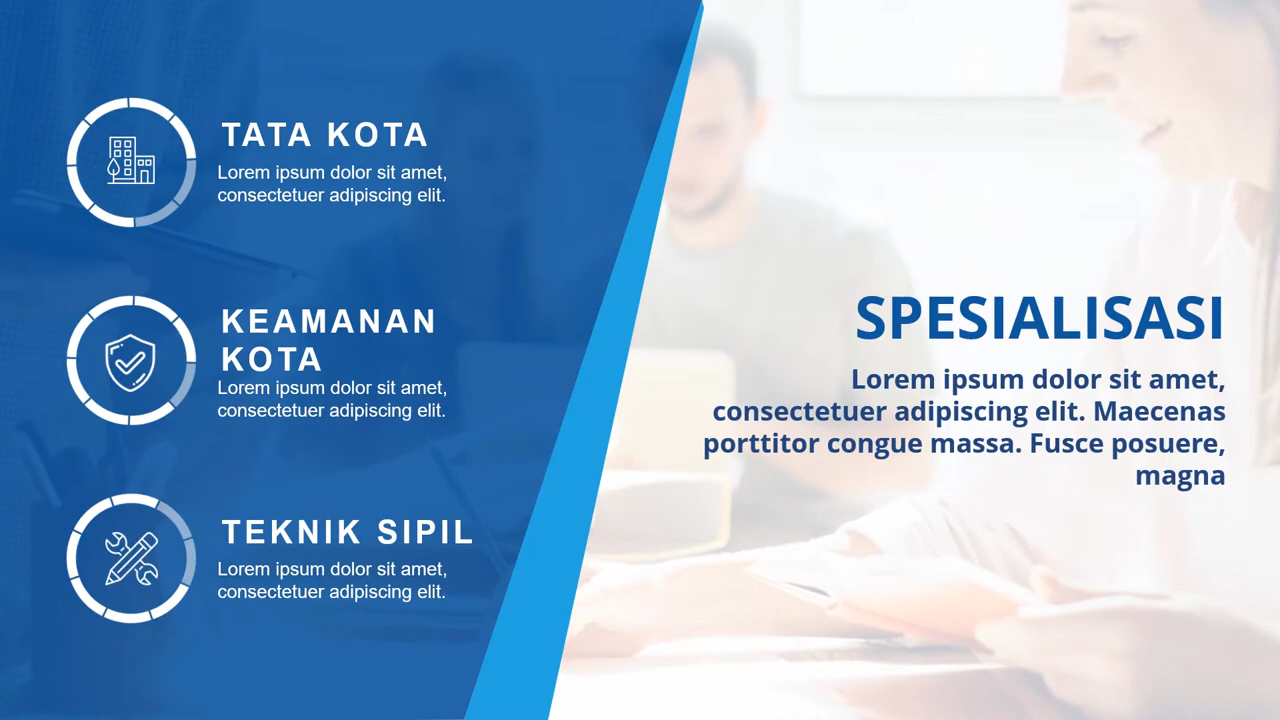 TATA KOTA
Lorem ipsum dolor sit amet,
consectetuer adipiscing elit.
KEAMANAN
KOTA
Lorem ipsum dolor sit amet,
consectetuer adipiscing elit.
TEKNIK SIPIL
Lorem ipsum dolor sit amet,
consectetuer adipiscing elit.
SPESIALISASI
Lorem ipsum dolor sit amet,
consectetuer adipiscing elit. Maecenas
porttitor congue massa. Fusce posuere,
magna